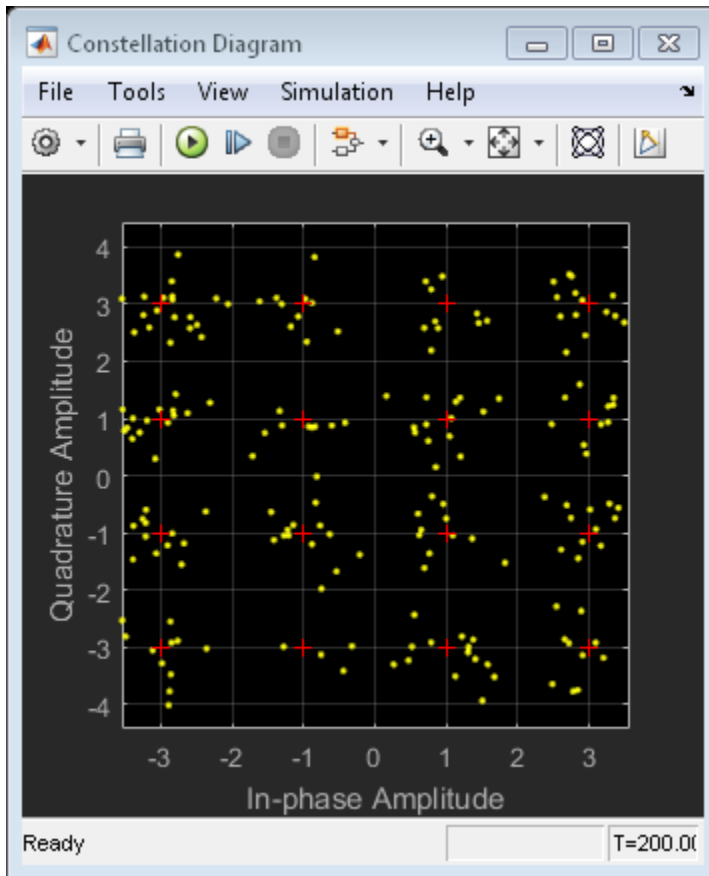 Constellation Diagram
File Tools View Simulation Help
4
3
2
1
0
-1
-2
-3
-4
Quadrature Amplitude
-3 -2 -1 0 1 2 3
In-phase Amplitude
Ready T=200.00